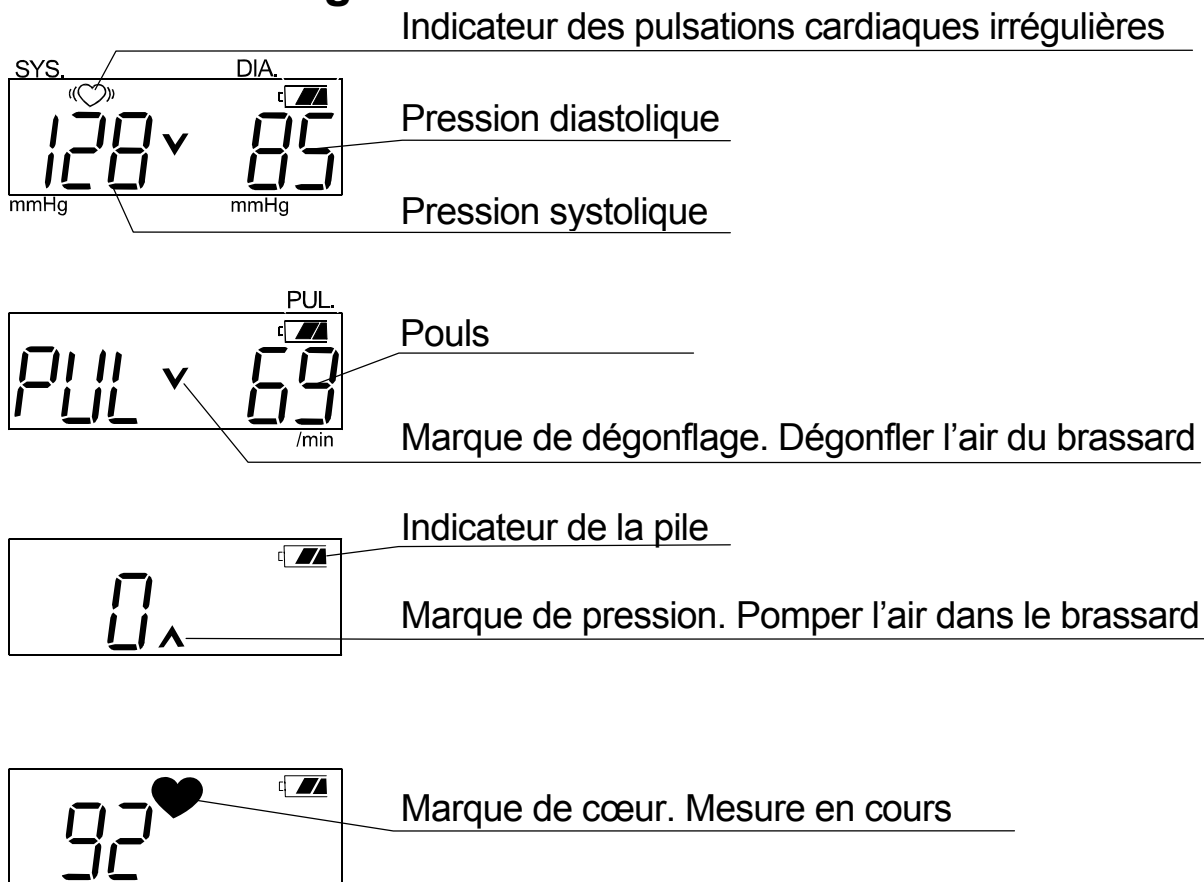 Indicateur des pulsations cardiaques irrégulières
SYS. DIA.
128 85
Pression diastolique
mmHg mmHg
Pression systolique
PUL.
PUL 69
Pouls
/min
Marque de dégonflage. Dégonfler l’air du brassard
Indicateur de la pile
0
Marque de pression. Pomper l’air dans le brassard
92
Marque de cœur. Mesure en cours